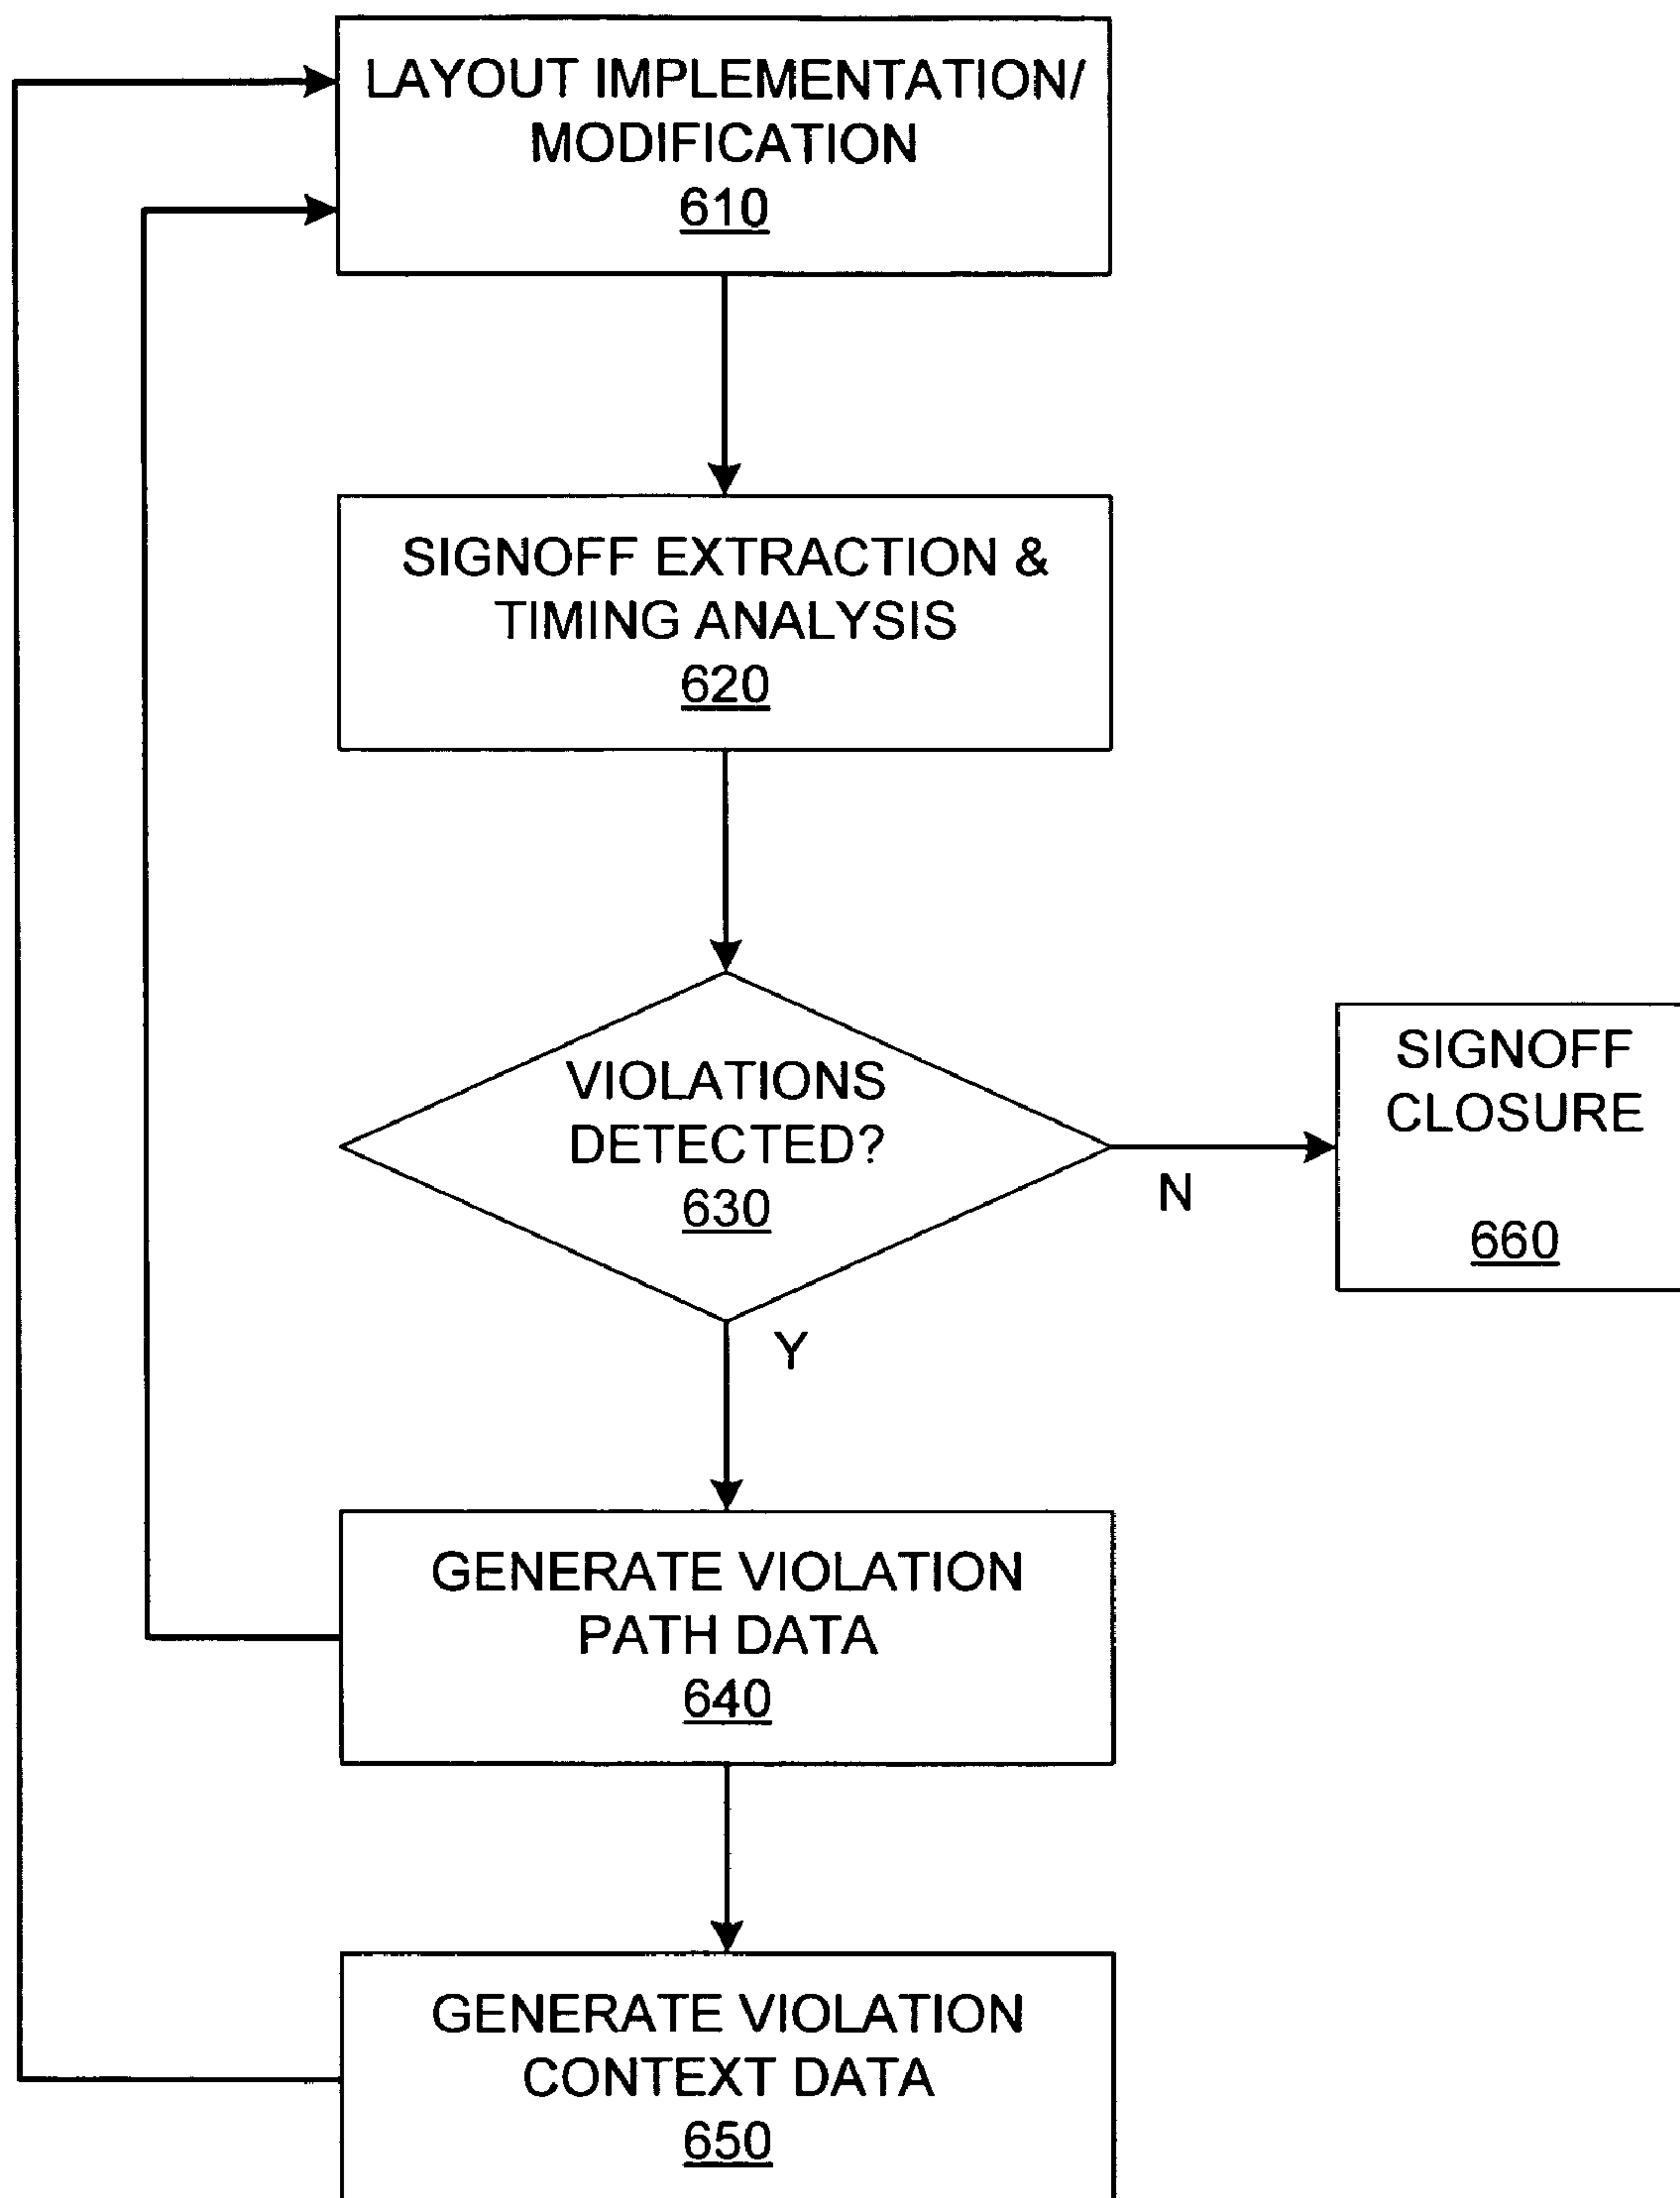 LAYOUT IMPLEMENTATION/
MODIFICATION
610
SIGNOFF EXTRACTION &
TIMING ANALYSIS
620
VIOLATIONS
DETECTED?
630
N
SIGNOFF
CLOSURE
660
Y
GENERATE VIOLATION
PATH DATA
640
GENERATE VIOLATION
CONTEXT DATA
650